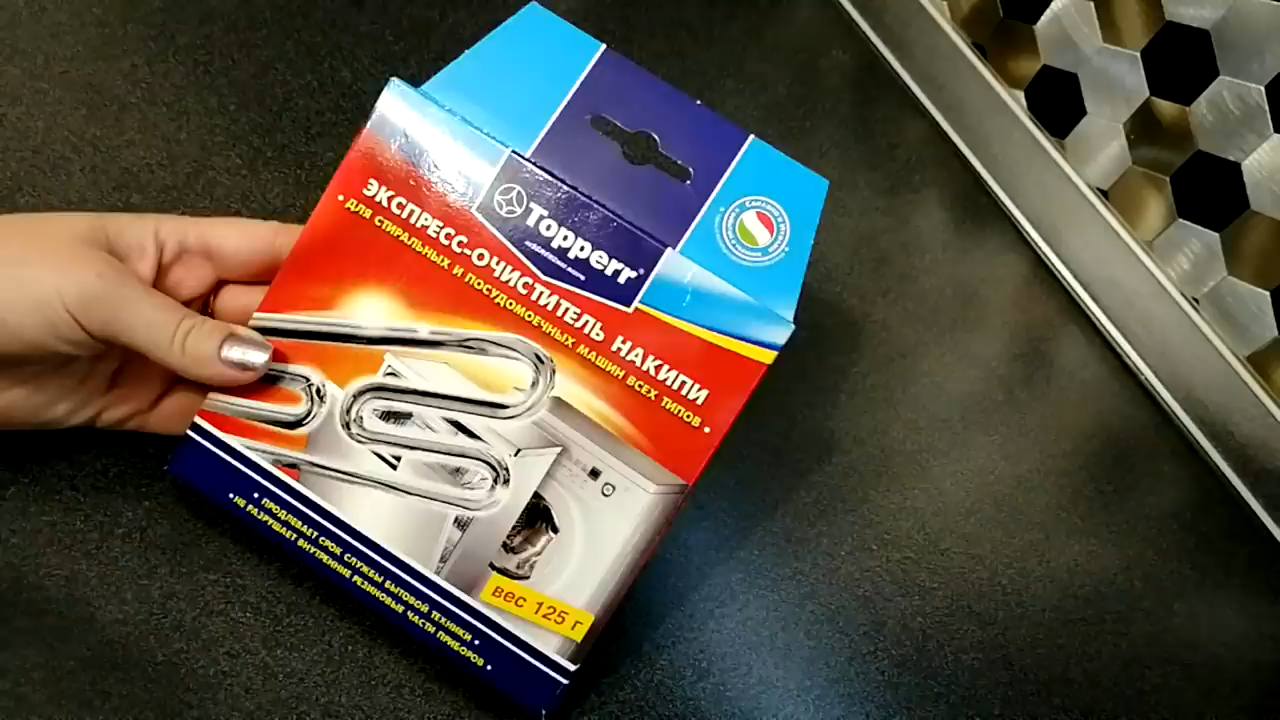 Topperr®
ЭКСПРЕСС-ОЧИСТИТЕЛЬ НАКИПИ
• ДЛЯ СТИРАЛЬНЫХ И ПОСУДОМОЕЧНЫХ МАШИН ВСЕХ ТИПОВ •
вес 125 г
• ПРОДЛЕВАЕТ СРОК СЛУЖБЫ БЫТОВОЙ ТЕХНИКИ •
• НЕ РАЗРУШАЕТ ВНУТРЕННИЕ РЕЗИНОВЫЕ ЧАСТИ ПРИБОРОВ •